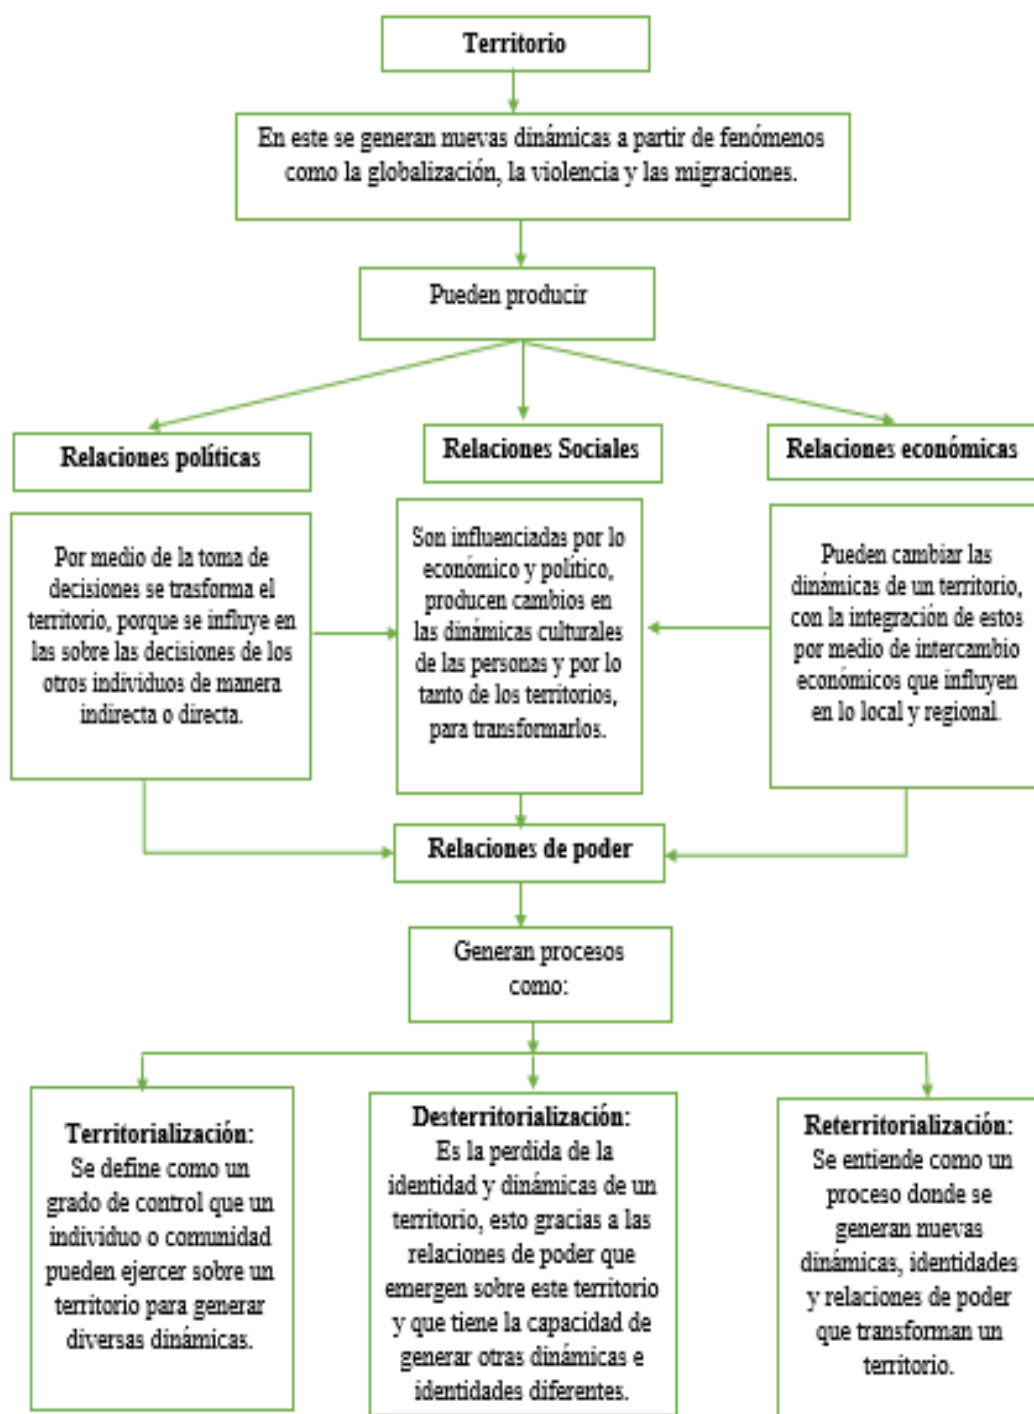 Territorio
En este se generan nuevas dinámicas a partir de fenómenos
como la globalización, la violencia y las migraciones.
Pueden producir
Relaciones políticas
Relaciones Sociales
Relaciones económicas
Por medio de la toma de
decisiones se trasforma el
territorio, porque se influye en
las sobre las decisiones de los
otros individuos de manera
indirecta o directa.
Son influenciadas por lo
económico y político,
producen cambios en
las dinámicas culturales
de las personas y por lo
tanto de los territorios,
para transformarlos.
Pueden cambiar las
dinámicas de un territorio,
con la integración de estos
por medio de intercambio
económicos que influyen
en lo local y regional.
Relaciones de poder
Generan procesos
como:
Territorialización:
Se define como un
grado de control que un
individuo o comunidad
pueden ejercer sobre un
territorio para generar
diversas dinámicas.
Desterritorialización:
Es la perdida de la
identidad y dinámicas de un
territorio, esto gracias a las
relaciones de poder que
emergen sobre este territorio
y que tiene la capacidad de
generar otras dinámicas e
identidades diferentes.
Reterritorialización:
Se entiende como un
proceso donde se
generan nuevas
dinámicas, identidades
y relaciones de poder
que transforman un
territorio.